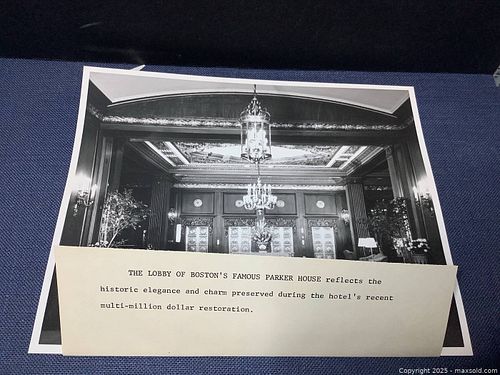 THE LOBBY OF BOSTON'S FAMOUS PARKER HOUSE reflects the
historic elegance and charm preserved during the hotel's recent
multi-million dollar restoration.
Copyright © 2025 - maxsold.com